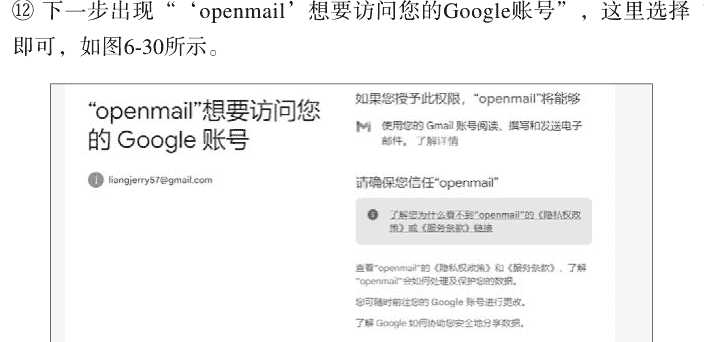 ⑫ 下一步出现“‘openmail’想要访问您的Google账号”，这里选择
即可，如图6-30所示。
“openmail”想要访问您
的 Google 账号
liangjerry57@gmail.com
如果您授予此权限，“openmail”将能够
使用您的 Gmail 账号阅读、撰写和发送电子
邮件。了解详情
请确保您信任“openmail”
了解您为什么看不到“openmail”的《隐私权政
策》或《服务条款》链接
查看“openmail”的《隐私权政策》和《服务条款》，了解
“openmail”会如何处理及保护您的数据。
您可随时前往您的 Google 账号进行更改。
了解 Google 如何协助您安全地分享数据。